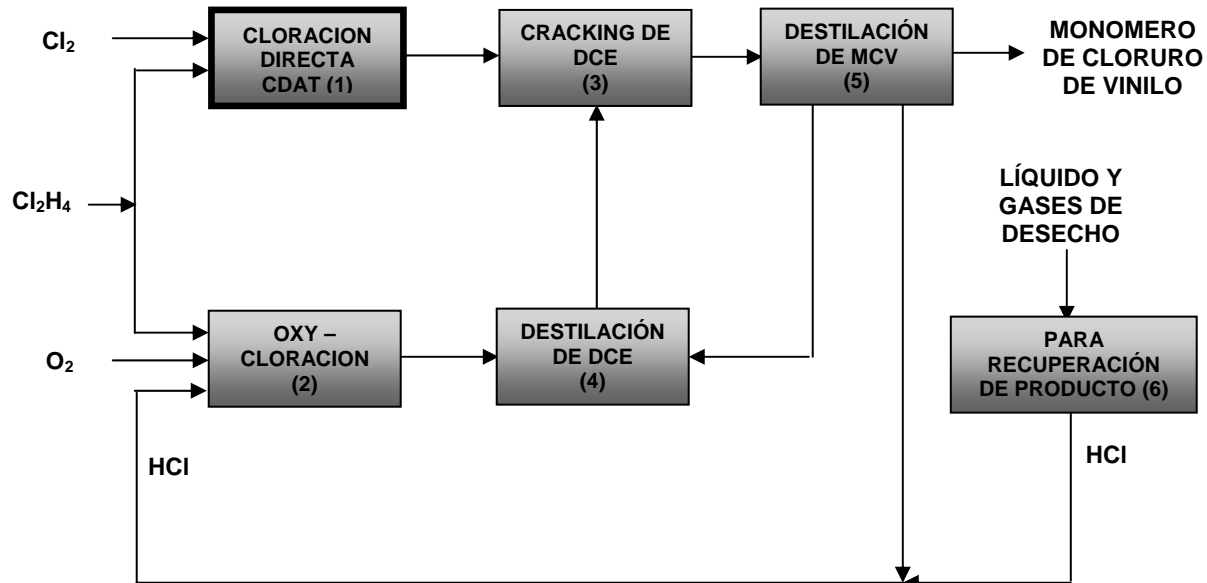 Cl₂
CLORACION
DIRECTA
CDAT (1)
CRACKING DE
DCE
(3)
DESTILACIÓN
DE MCV
(5)
MONOMERO
DE CLORURO
DE VINILO
Cl₂H₄
LÍQUIDO Y
GASES DE
DESECHO
O₂
OXY –
CLORACION
(2)
DESTILACIÓN
DE DCE
(4)
PARA
RECUPERACIÓN
DE PRODUCTO (6)
HCl
HCl